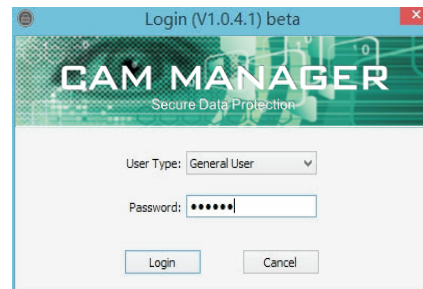 Login (V1.0.4.1) beta
CAM MANAGER
Secure Data Protection
User Type: General User
Password: ••••••
Login Cancel